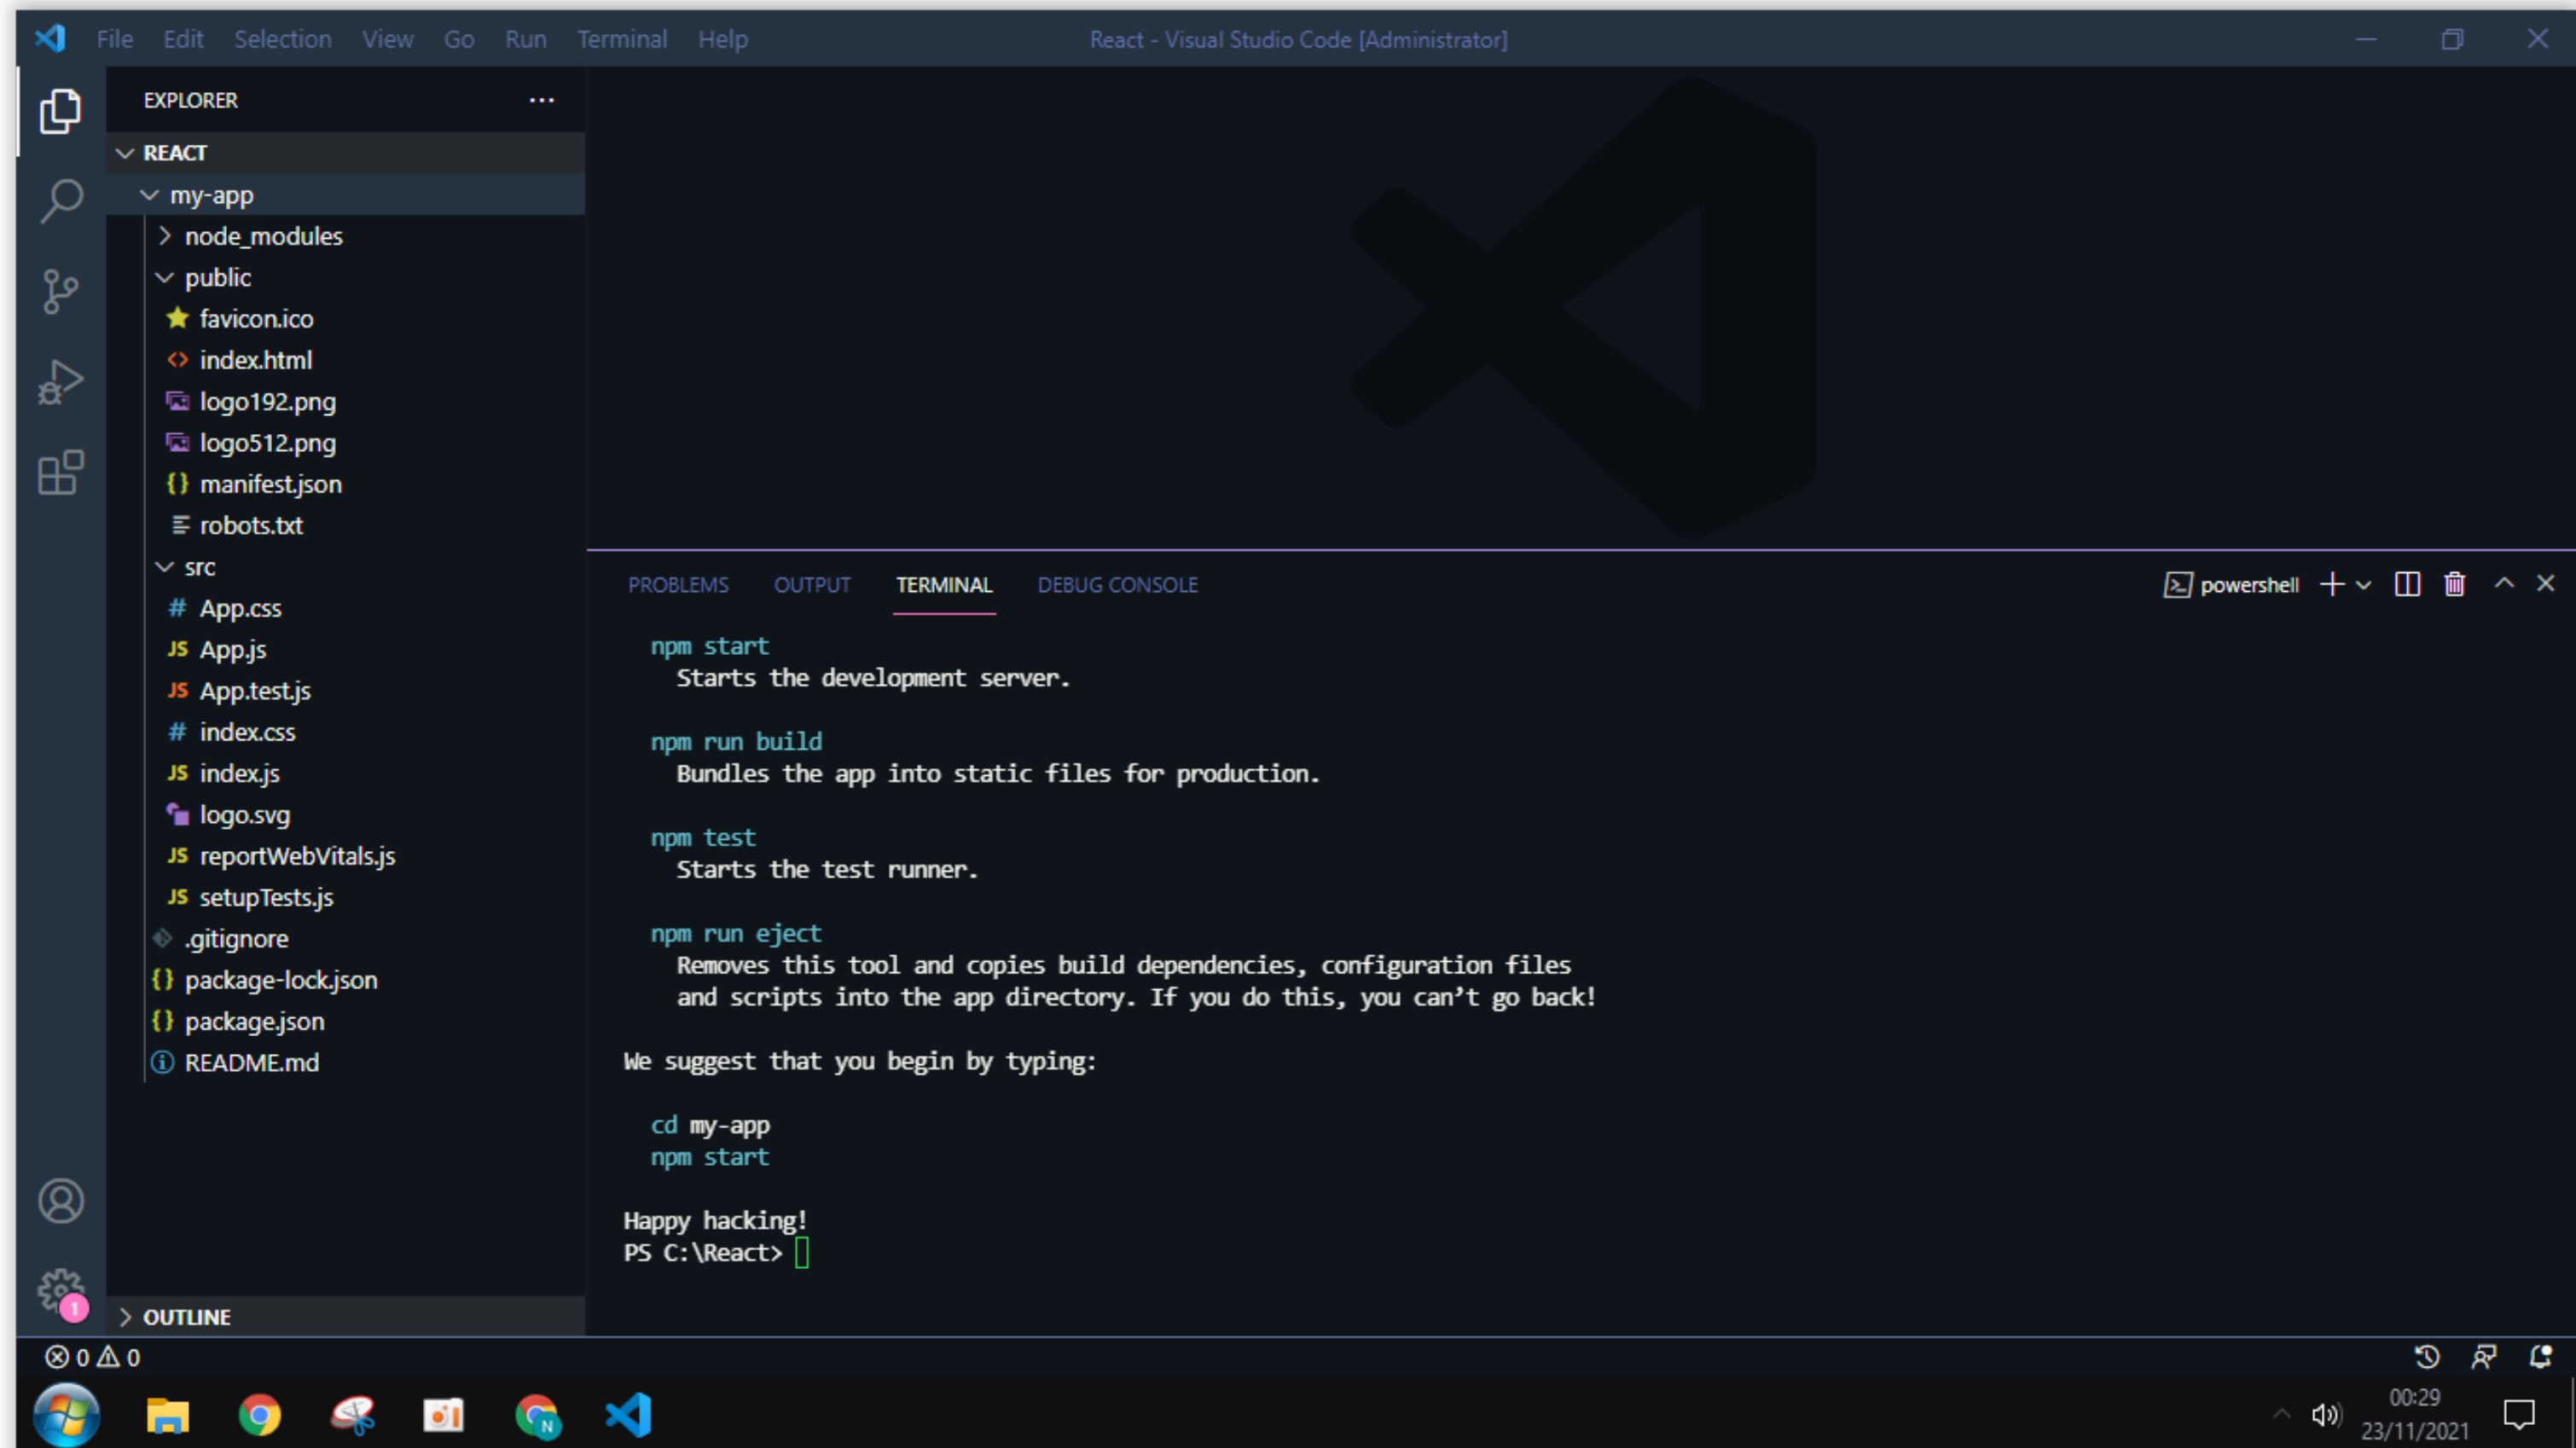 File Edit Selection View Go Run Terminal Help
React - Visual Studio Code [Administrator]
EXPLORER
REACT
my-app
node_modules
public
favicon.ico
index.html
logo192.png
logo512.png
manifest.json
robots.txt
src
App.css
App.js
App.test.js
index.css
index.js
logo.svg
reportWebVitals.js
setupTests.js
.gitignore
package-lock.json
package.json
README.md
OUTLINE
PROBLEMS OUTPUT TERMINAL DEBUG CONSOLE
powershell
npm start
Starts the development server.
npm run build
Bundles the app into static files for production.
npm test
Starts the test runner.
npm run eject
Removes this tool and copies build dependencies, configuration files
and scripts into the app directory. If you do this, you can’t go back!
We suggest that you begin by typing:
cd my-app
npm start
Happy hacking!
PS C:\React>
1
0 0
00:29
23/11/2021